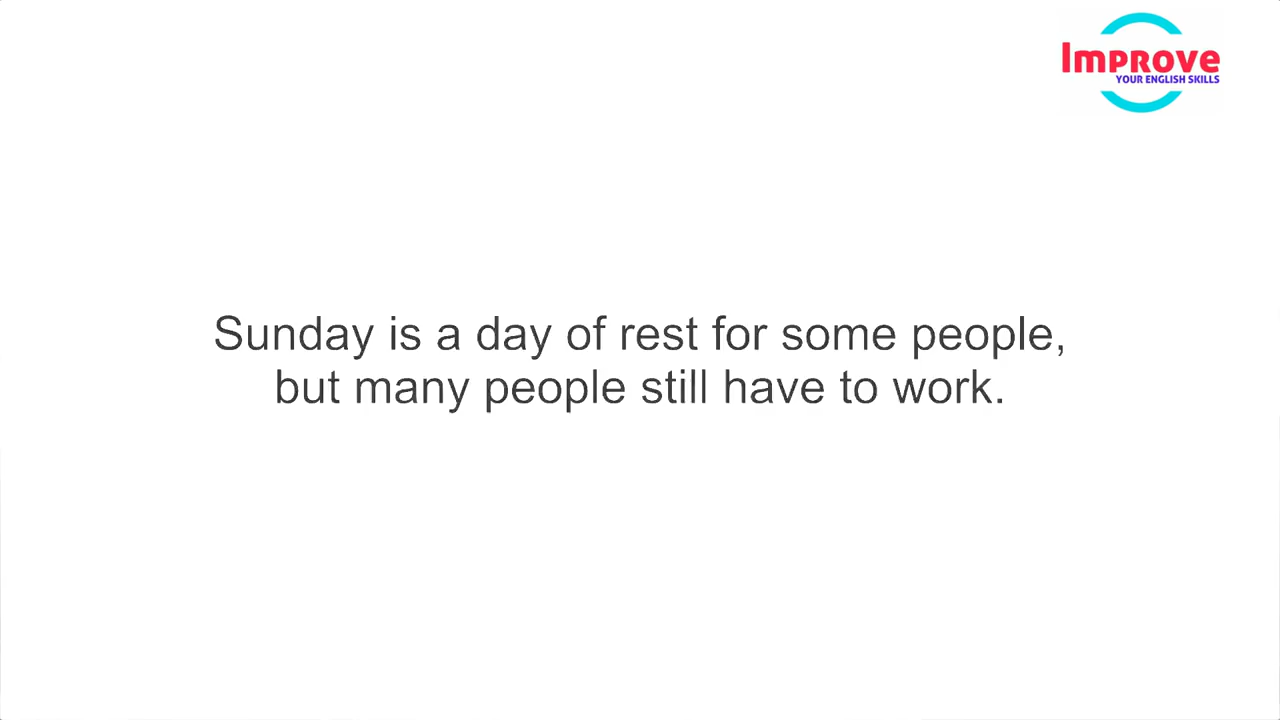 Improve
YOUR ENGLISH SKILLS
Sunday is a day of rest for some people,
but many people still have to work.